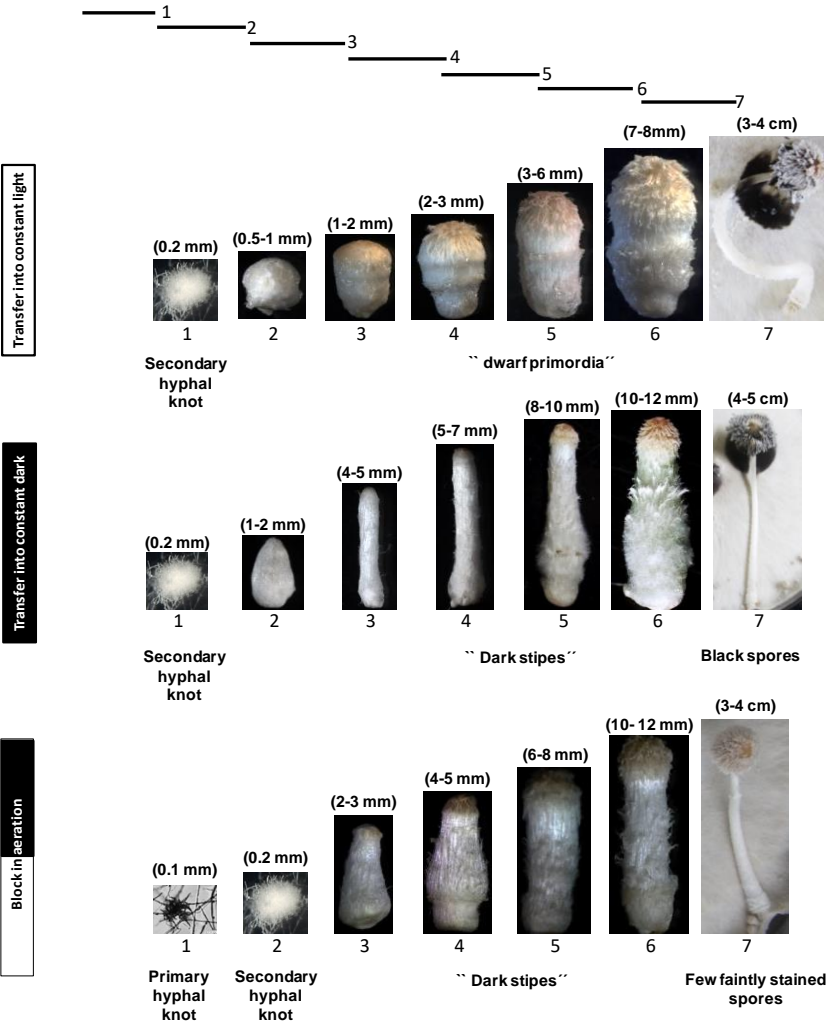 1
2
3
4
5
6
7
Transfer into constant light
(0.2 mm)
(0.5-1 mm)
(1-2 mm)
(2-3 mm)
(3-6 mm)
(7-8mm)
(3-4 cm)
1
2
3
4
5
6
7
Secondary
hyphal
knot
`` dwarf primordia´´
Transfer into constant dark
(0.2 mm)
(1-2 mm)
(4-5 mm)
(5-7 mm)
(8-10 mm)
(10-12 mm)
(4-5 cm)
1
2
3
4
5
6
7
Secondary
hyphal
knot
`` Dark stipes´´
Black spores
Block in aeration
(0.1 mm)
(0.2 mm)
(2-3 mm)
(4-5 mm)
(6-8 mm)
(10- 12 mm)
(3-4 cm)
1
2
3
4
5
6
7
Primary
hyphal
knot
Secondary
hyphal
knot
`` Dark stipes´´
Few faintly stained
spores